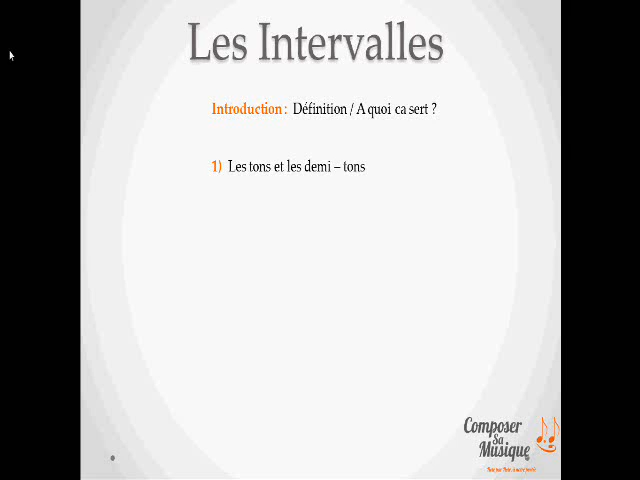 Les Intervalles
Introduction : Définition / A quoi ca sert ?
1) Les tons et les demi – tons
Composer
Sa
Musique